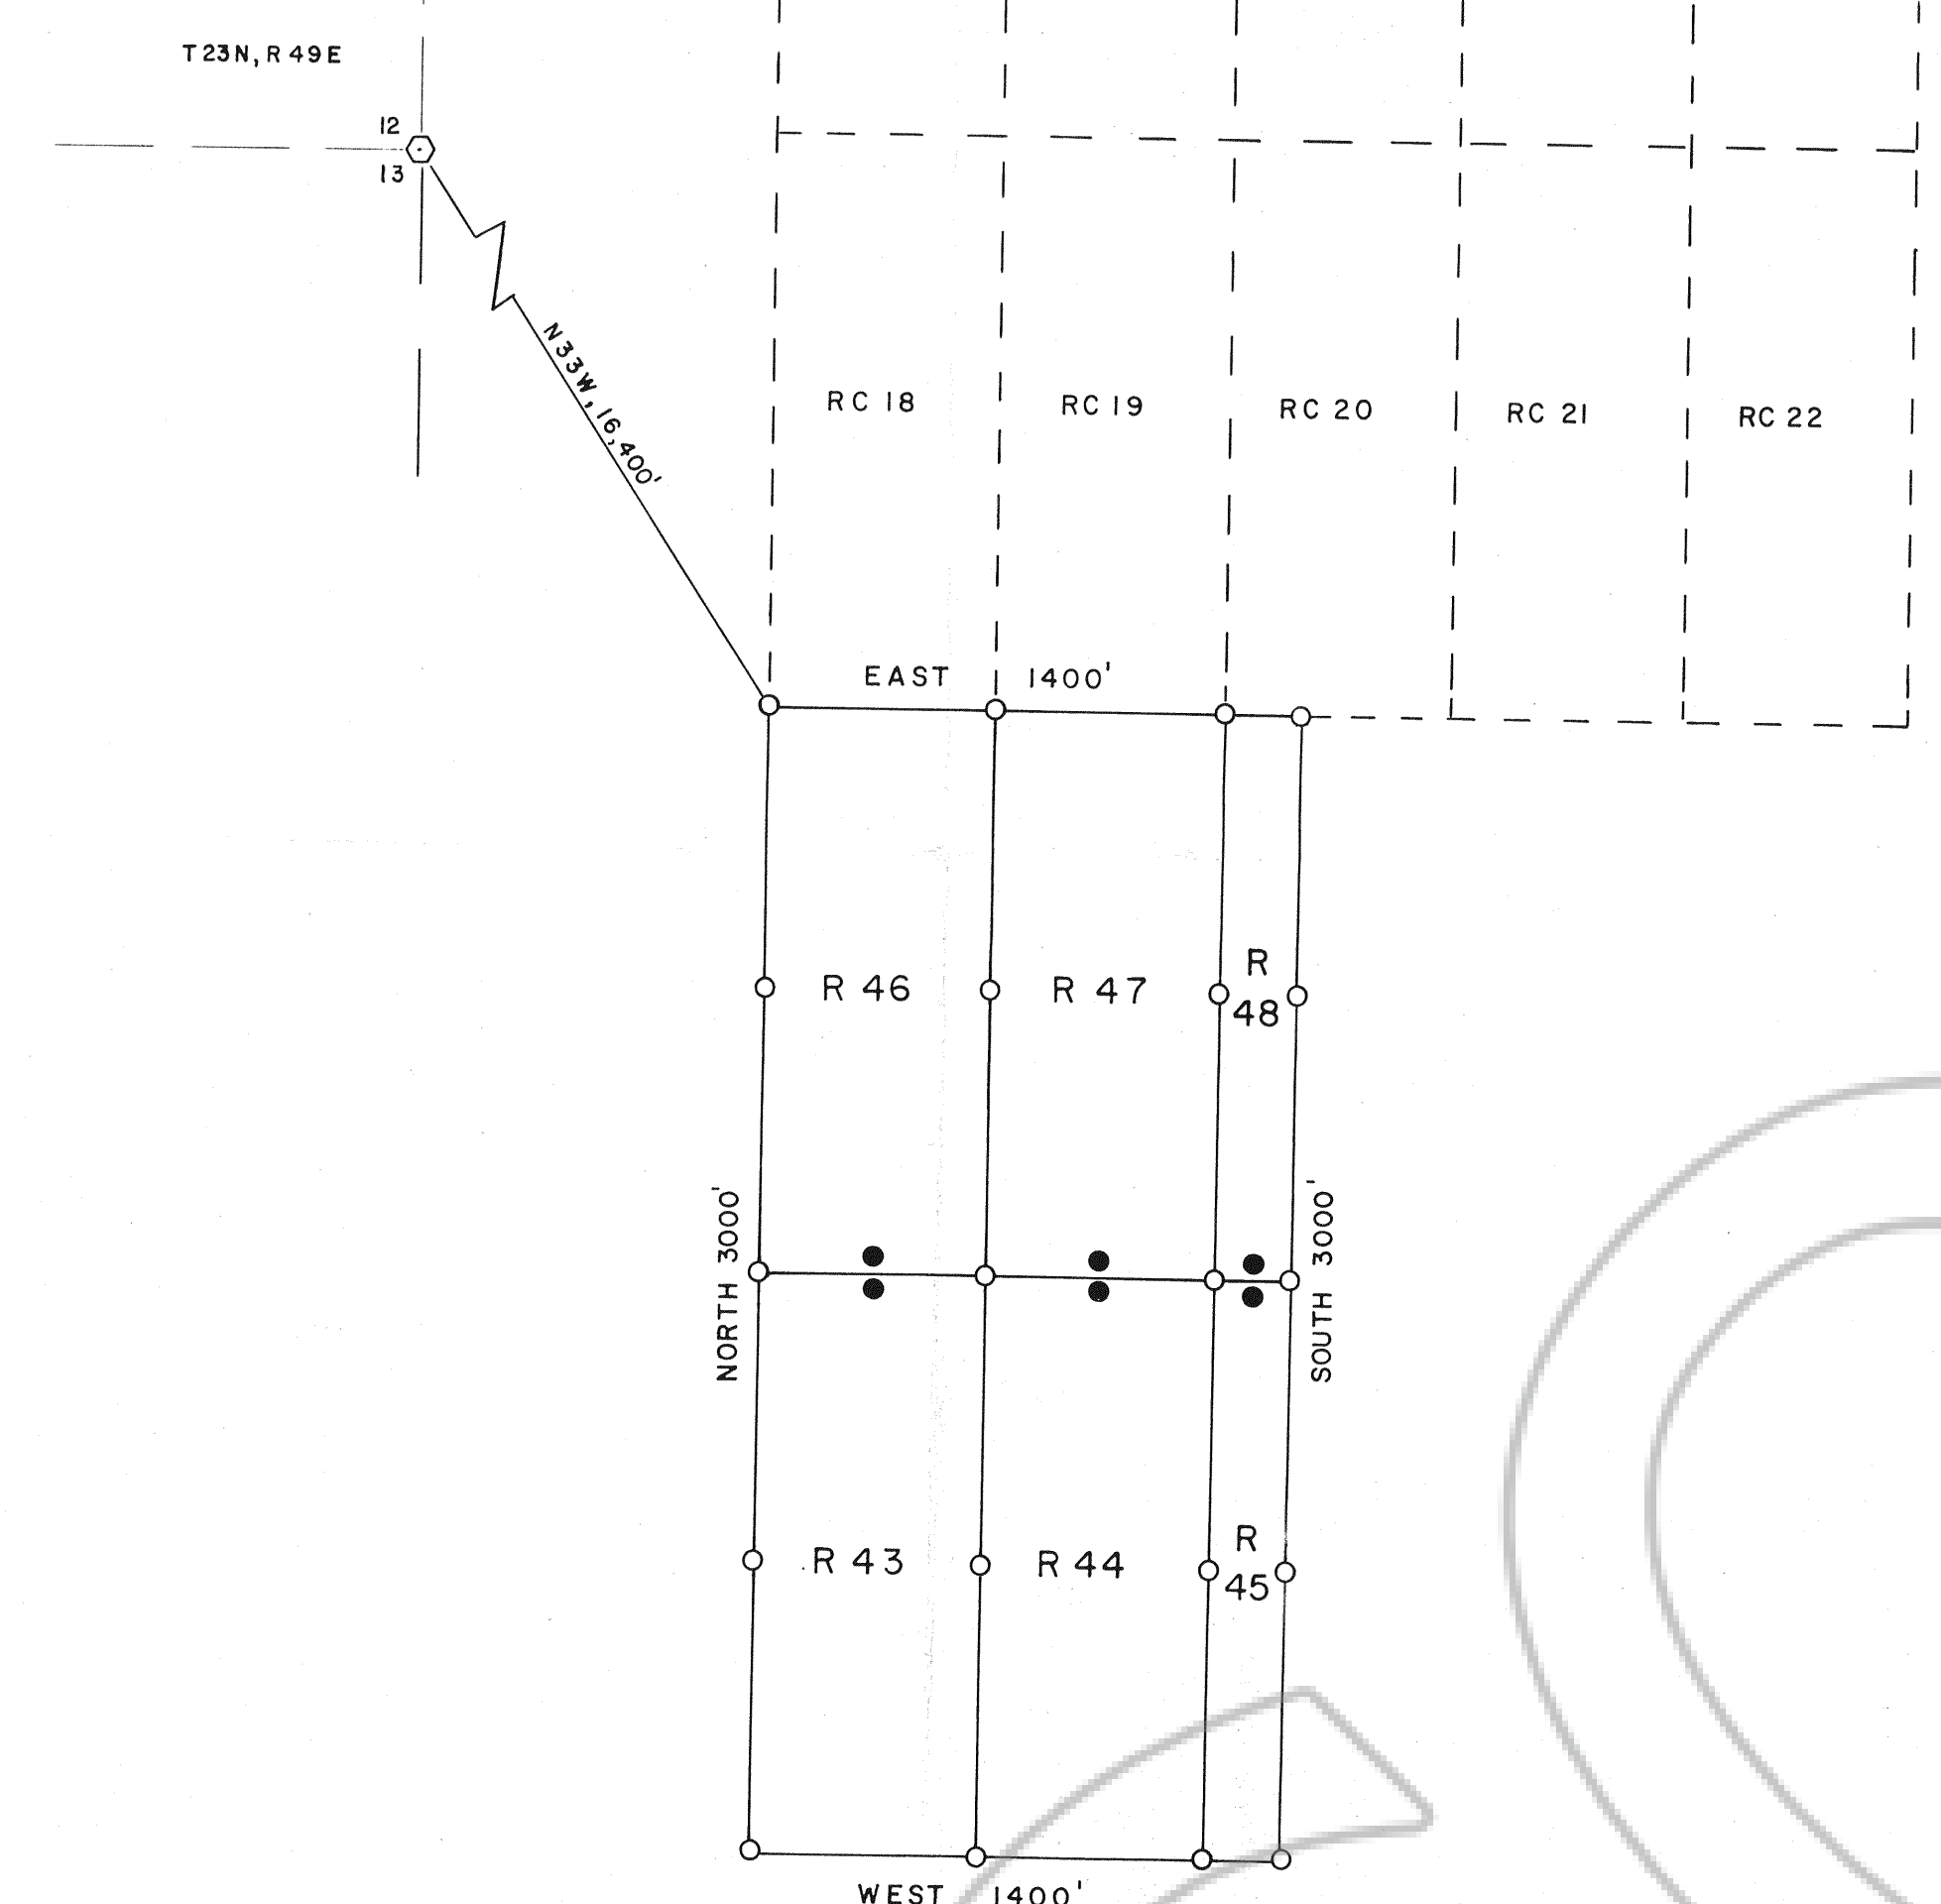 T23N, R49E
12
13
N33W, 16,400'
RC 18
RC 19
RC 20
RC 21
RC 22
EAST 1400'
R 46
R 47
R
48
NORTH 3000'
SOUTH 3000'
R 43
R 44
R
45
WEST 1400'